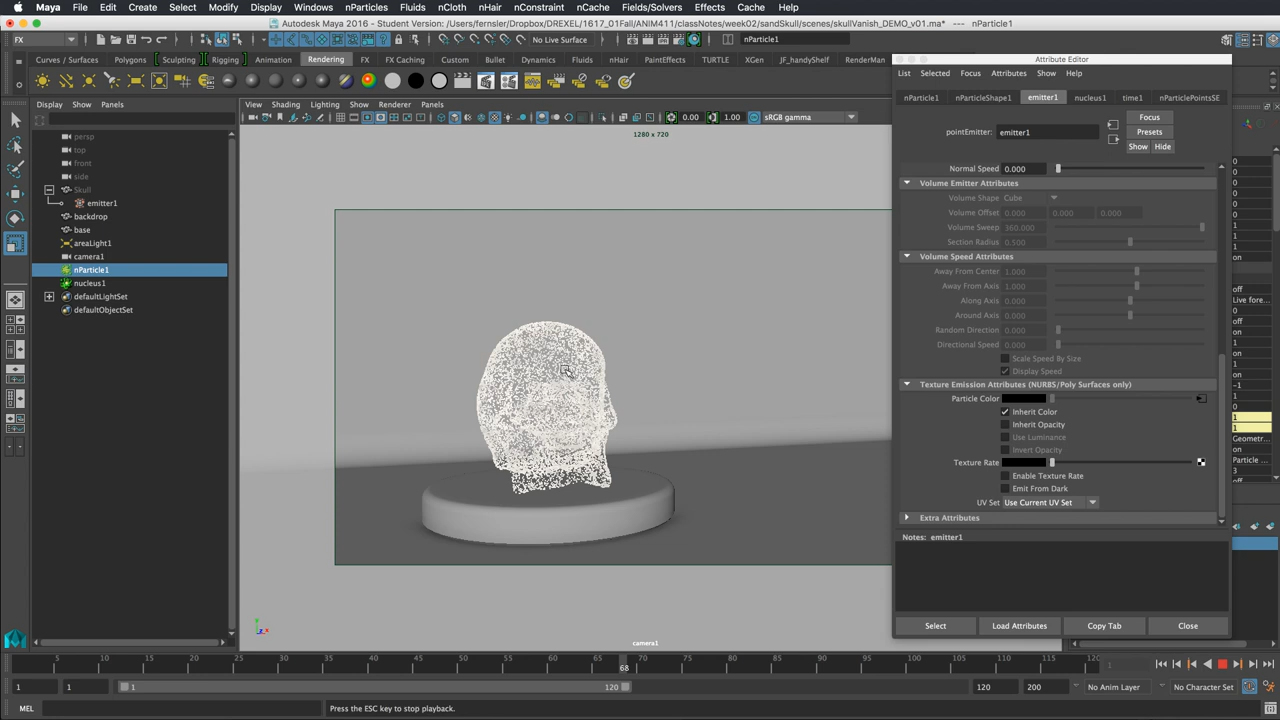 Maya File Edit Create Select Modify Display Windows nParticles Fluids nCloth nHair nConstraint nCache Fields/Solvers Cache Help
Autodesk Maya 2016 - Student Version: /Users/fernsler/Dropbox/DREXEL/1617_01Fall/ANIM411/classNotes/week02/sandSkull/scenes/skullVanish_DEMO_v01.ma* --- nParticle1
FX No Live Surface nParticle1
Curves / Surfaces Polygons Sculpting Rigging Animation Rendering FX FX Caching Custom Bullet Dynamics Fluids nHair PaintEffects TURTLE XGen JF_handyShelf RenderMan
Attribute Editor
List Selected Focus Attributes Show Help
nParticle1 nParticleShape1 emitter1 nucleus1 time1 nParticlePointsSE
pointEmitter: emitter1
Focus
Presets
Show Hide
Display Show Panels
View Shading Lighting Show Renderer Panels
0.00 1.00 sRGB gamma
1280 x 720
persp
top
front
side
Skull
emitter1
backdrop
base
areaLight1
camera1
nParticle1
nucleus1
defaultLightSet
defaultObjectSet
camera1
Normal Speed 0.000
Volume Emitter Attributes
Volume Shape Cube
Volume Offset 0.000 0.000 0.000
Volume Sweep 360.000
Section Radius 0.500
Volume Speed Attributes
Away From Center 1.000
Away From Axis 1.000
Along Axis 0.000
Around Axis 0.000
Random Direction 0.000
Directional Speed 0.000
Scale Speed By Size
Display Speed
Texture Emission Attributes (NURBS/Poly Surfaces only)
Particle Color
Inherit Color
Inherit Opacity
Use Luminance
Invert Opacity
Texture Rate
Enable Texture Rate
Emit From Dark
UV Set Use Current UV Set
Extra Attributes
Notes: emitter1
Select Load Attributes Copy Tab Close
5 10 15 20 25 30 35 40 45 50 55 60 65 68 70 75 80 85 90 95 100 105 110 115 120
1 1 1 120 120 200 No Anim Layer No Character Set
MEL Press the ESC key to stop playback.